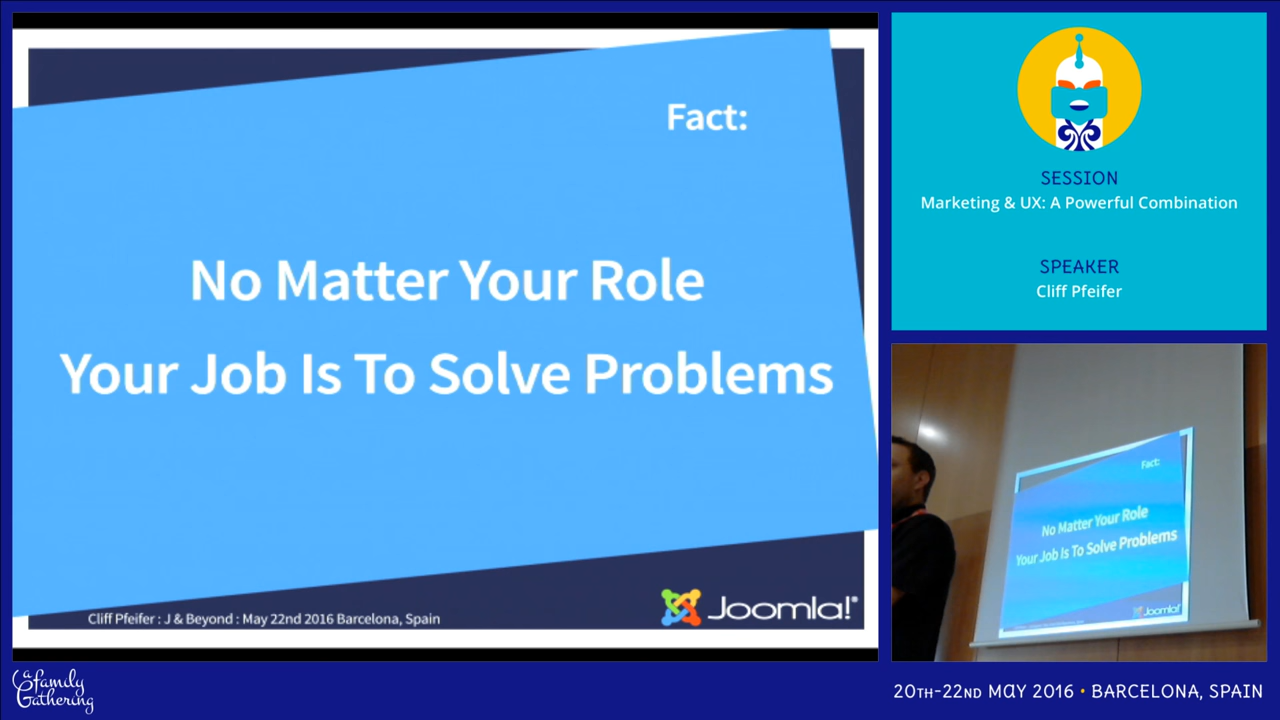 Fact:
No Matter Your Role
Your Job Is To Solve Problems
Cliff Pfeifer : J & Beyond : May 22nd 2016 Barcelona, Spain
Joomla!®
SESSION
Marketing & UX: A Powerful Combination
SPEAKER
Cliff Pfeifer
Fact:
No Matter Your Role
Your Job Is To Solve Problems
Joomla!
a family
Gathering
20TH-22ND MAY 2016 • BARCELONA, SPAIN